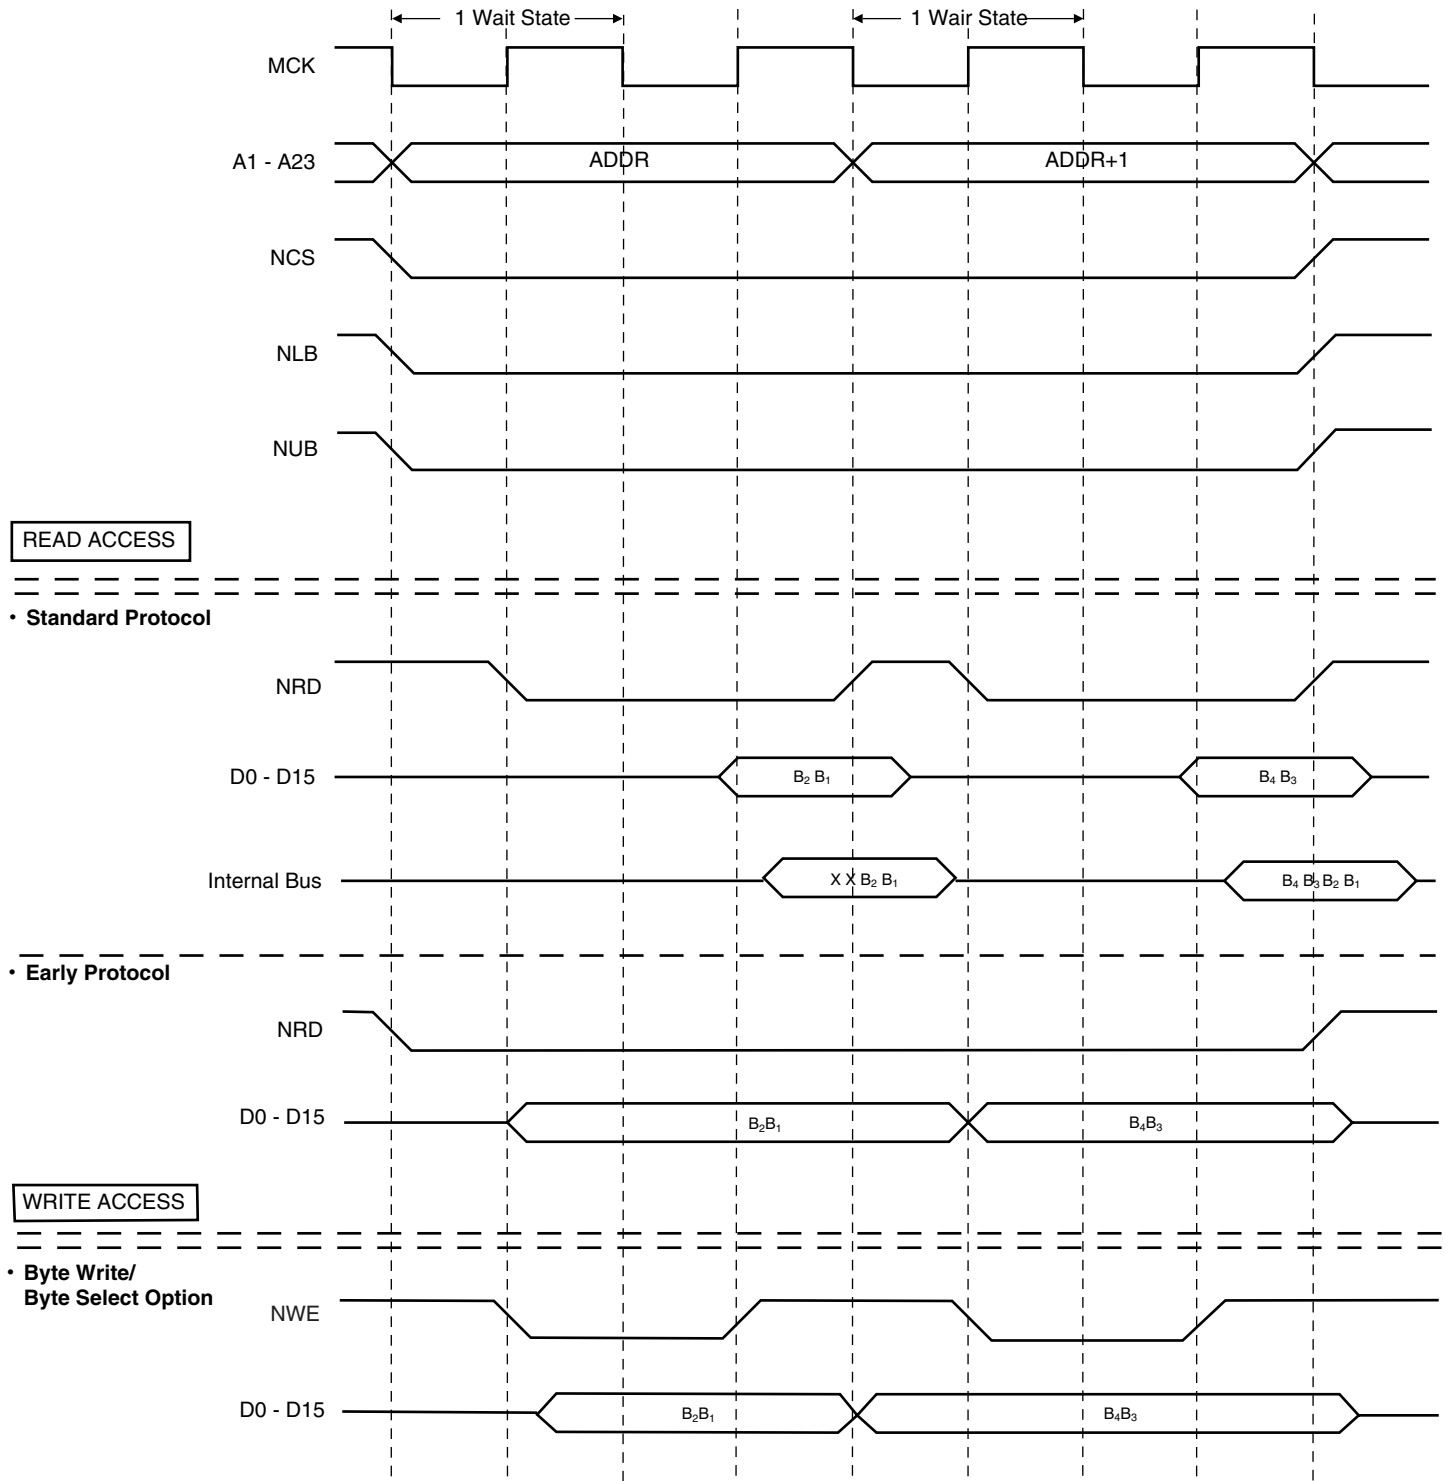 1 Wait State 1 Wair State
MCK
A1 - A23 ADDR ADDR+1
NCS
NLB
NUB
READ ACCESS
• Standard Protocol
NRD
D0 - D15 B₂ B₁ B₄ B₃
Internal Bus X X B₂ B₁ B₄ B₃ B₂ B₁
• Early Protocol
NRD
D0 - D15 B₂B₁ B₄B₃
WRITE ACCESS
• Byte Write/
Byte Select Option
NWE
D0 - D15 B₂B₁ B₄B₃